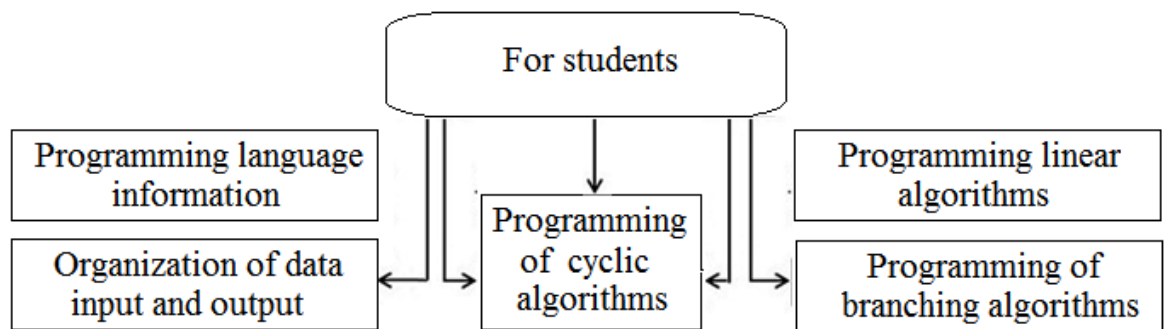 For students
Programming language
information
Programming linear
algorithms
Programming
of cyclic
algorithms
Organization of data
input and output
Programming of
branching algorithms